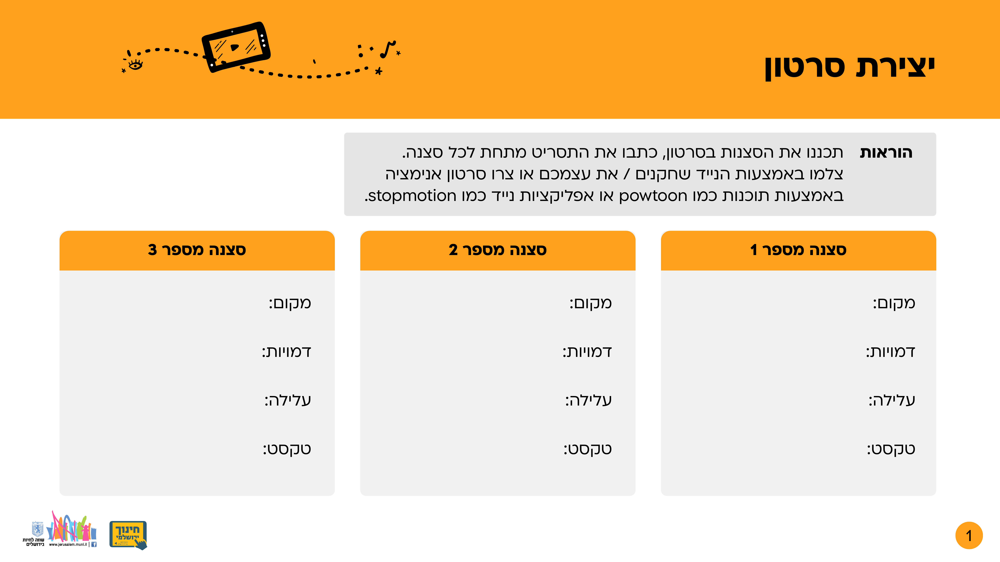 יצירת סרטון
הוראות
תכננו את הסצנות בסרטון, כתבו את התסריט מתחת לכל סצנה.
צלמו באמצעות הנייד שחקנים / את עצמכם או צרו סרטון אנימציה
באמצעות תוכנות כמו powtoon או אפליקציות נייד כמו stopmotion.
סצנה מספר 1
מקום:
דמויות:
עלילה:
טקסט:
סצנה מספר 2
מקום:
דמויות:
עלילה:
טקסט:
סצנה מספר 3
מקום:
דמויות:
עלילה:
טקסט:
1
חינוך
ירושלמי
ירושלים
שווה לחיות
בירושלים
www.jerusalem.muni.il